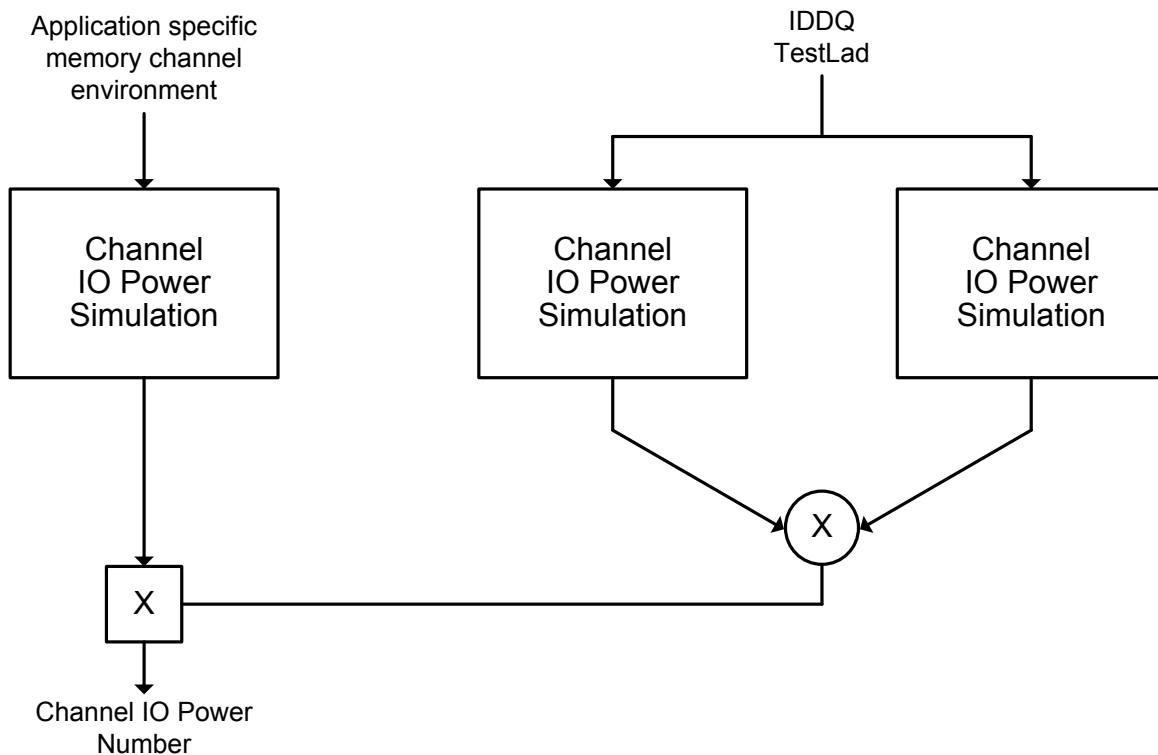 Application specific
memory channel
environment
IDDQ
TestLad
Channel
IO Power
Simulation
Channel
IO Power
Simulation
Channel
IO Power
Simulation
X
X
Channel IO Power
Number